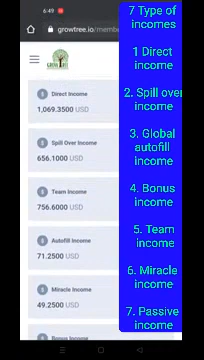 6:49
growtree.io/membe
GROW TREE
Direct Income
1,069.3500 USD
Spill Over Income
656.1000 USD
Team Income
756.6000 USD
Autofill Income
71.2500 USD
Miracle Income
49.2500 USD
Bonus Income
7 Type of
incomes
1 Direct
income
2. Spill over
income
3. Global
autofill
income
4. Bonus
income
5. Team
income
6. Miracle
income
7. Passive
income